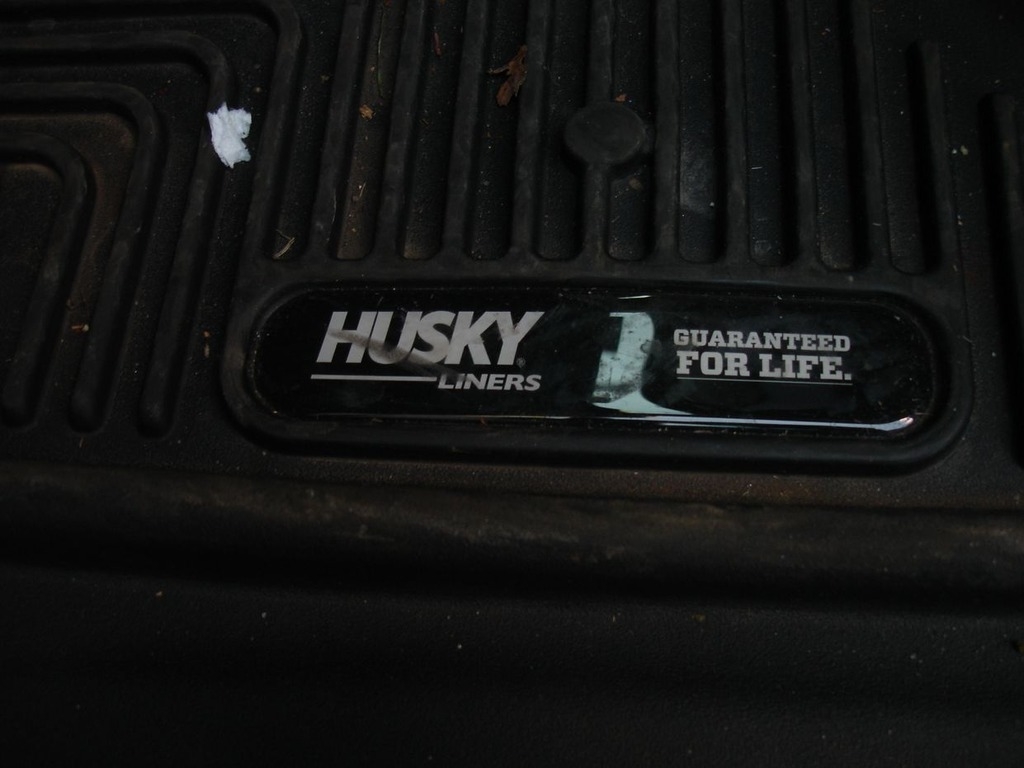 HUSKY
LINERS
GUARANTEED
FOR LIFE.